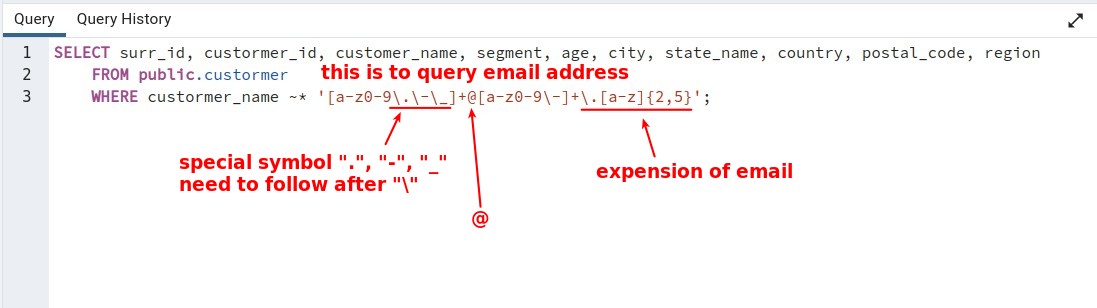 Query Query History
1 SELECT surr_id, custormer_id, customer_name, segment, age, city, state_name, country, postal_code, region
2 FROM public.custormer this is to query email address
3 WHERE custormer_name ~* '[a-z0-9\.\-\_]+@[a-z0-9\-]+\.[a-z]{2,5}';
special symbol ".", "-", "_"
need to follow after "\"
expension of email
@